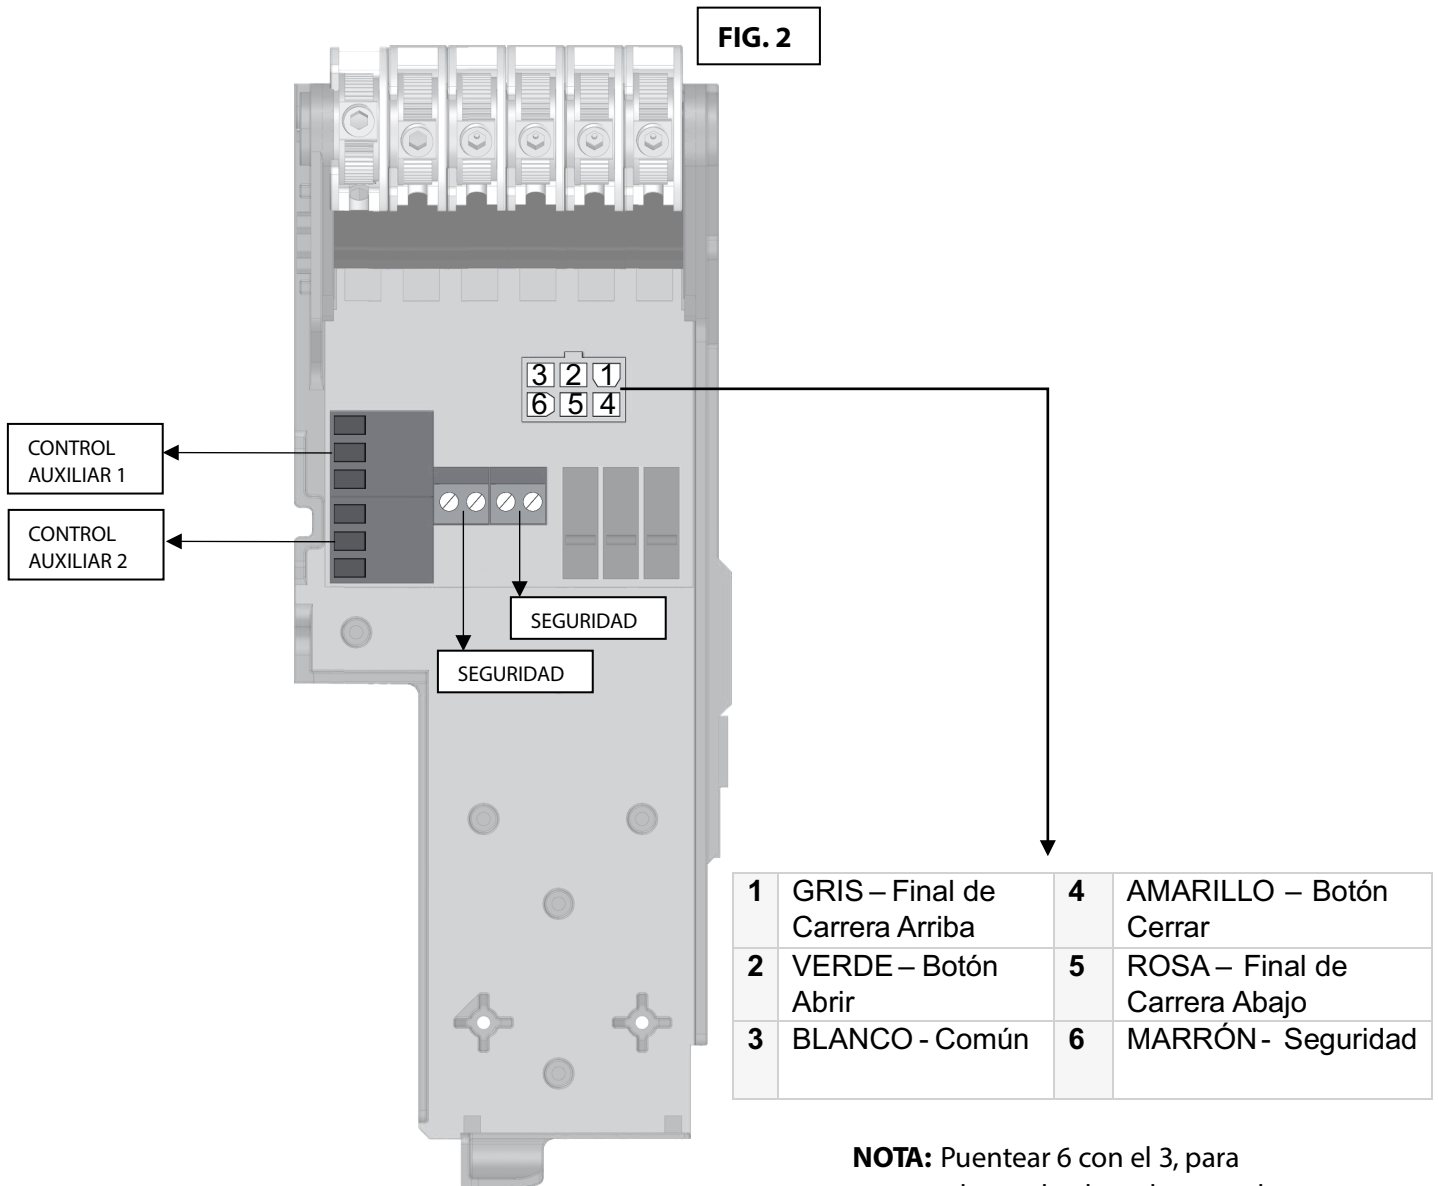 FIG. 2
3 2 1
6 5 4
CONTROL
AUXILIAR 1
CONTROL
AUXILIAR 2
SEGURIDAD
SEGURIDAD
1 GRIS – Final de
Carrera Arriba
4 AMARILLO – Botón
Cerrar
2 VERDE – Botón
Abrir
5 ROSA – Final de
Carrera Abajo
3 BLANCO - Común
6 MARRÓN - Seguridad
NOTA: Puentear 6 con el 3, para